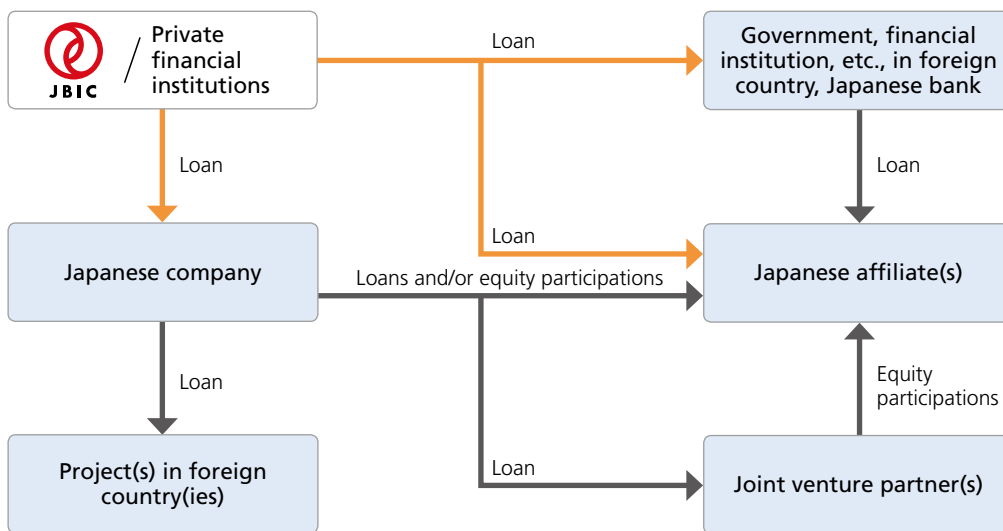 JBIC
/
Private
financial
institutions
Loan
Government, financial
institution, etc., in foreign
country, Japanese bank
Loan
Loan
Loan
Japanese company
Loans and/or equity participations
Japanese affiliate(s)
Loan
Equity
participations
Project(s) in foreign
country(ies)
Loan
Joint venture partner(s)